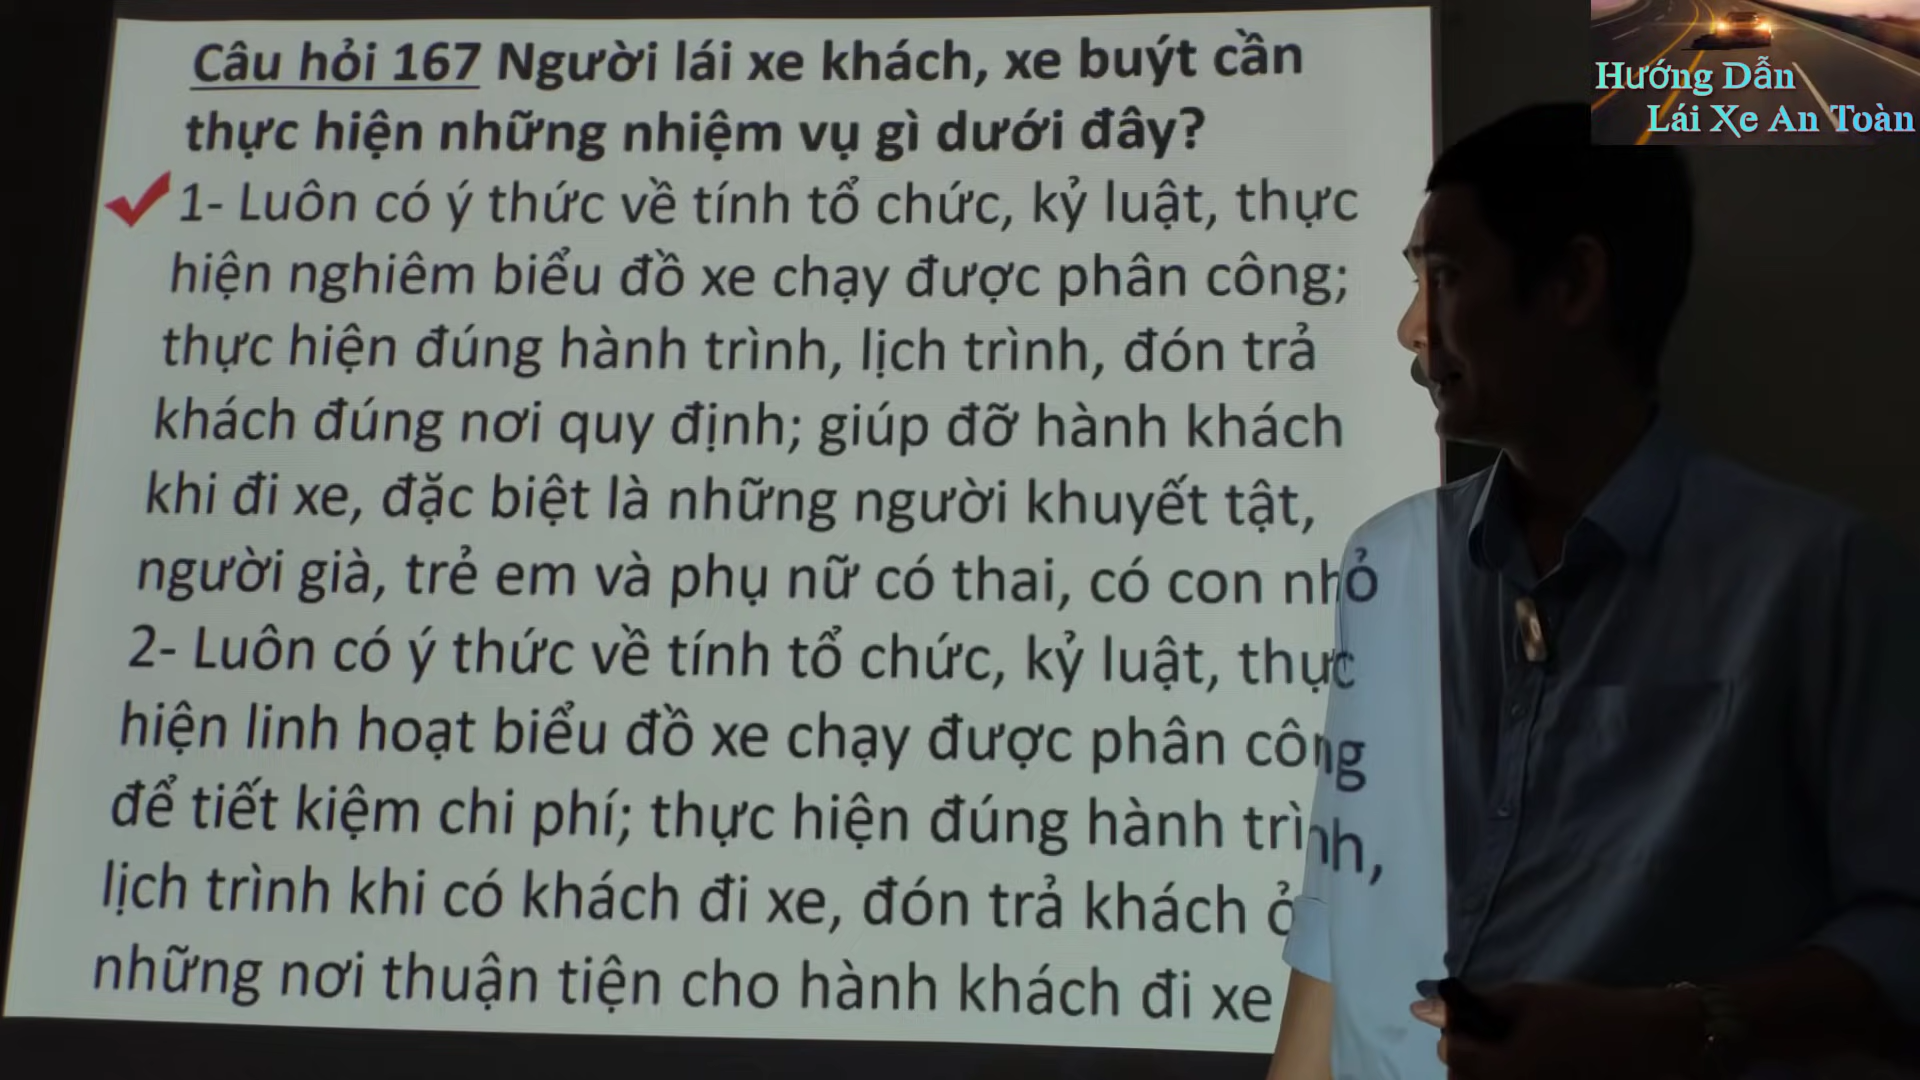 Câu hỏi 167 Người lái xe khách, xe buýt cần
thực hiện những nhiệm vụ gì dưới đây?
1- Luôn có ý thức về tính tổ chức, kỷ luật, thực
hiện nghiêm biểu đồ xe chạy được phân công;
thực hiện đúng hành trình, lịch trình, đón trả
khách đúng nơi quy định; giúp đỡ hành khách
khi đi xe, đặc biệt là những người khuyết tật,
người già, trẻ em và phụ nữ có thai, có con nhỏ
2- Luôn có ý thức về tính tổ chức, kỷ luật, thực
hiện linh hoạt biểu đồ xe chạy được phân công
để tiết kiệm chi phí; thực hiện đúng hành trình,
lịch trình khi có khách đi xe, đón trả khách ở
những nơi thuận tiện cho hành khách đi xe
Hướng Dẫn
Lái Xe An Toàn